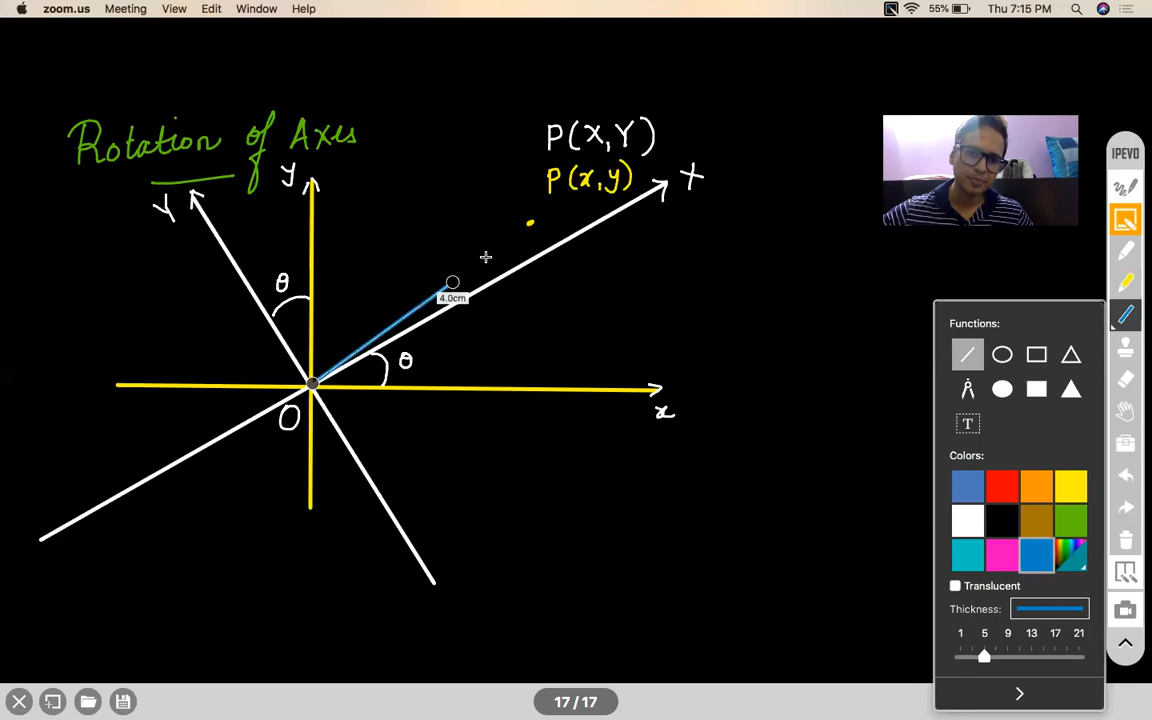 zoom.us Meeting View Edit Window Help 55% Thu 7:15 PM
Rotation of Axes
P(X,Y)
P(x,y)
IPEVO
Y
y
X
θ
4.0cm
θ
x
O
Functions:
T
Colors:
Translucent
Thickness:
1 5 9 13 17 21
17 / 17